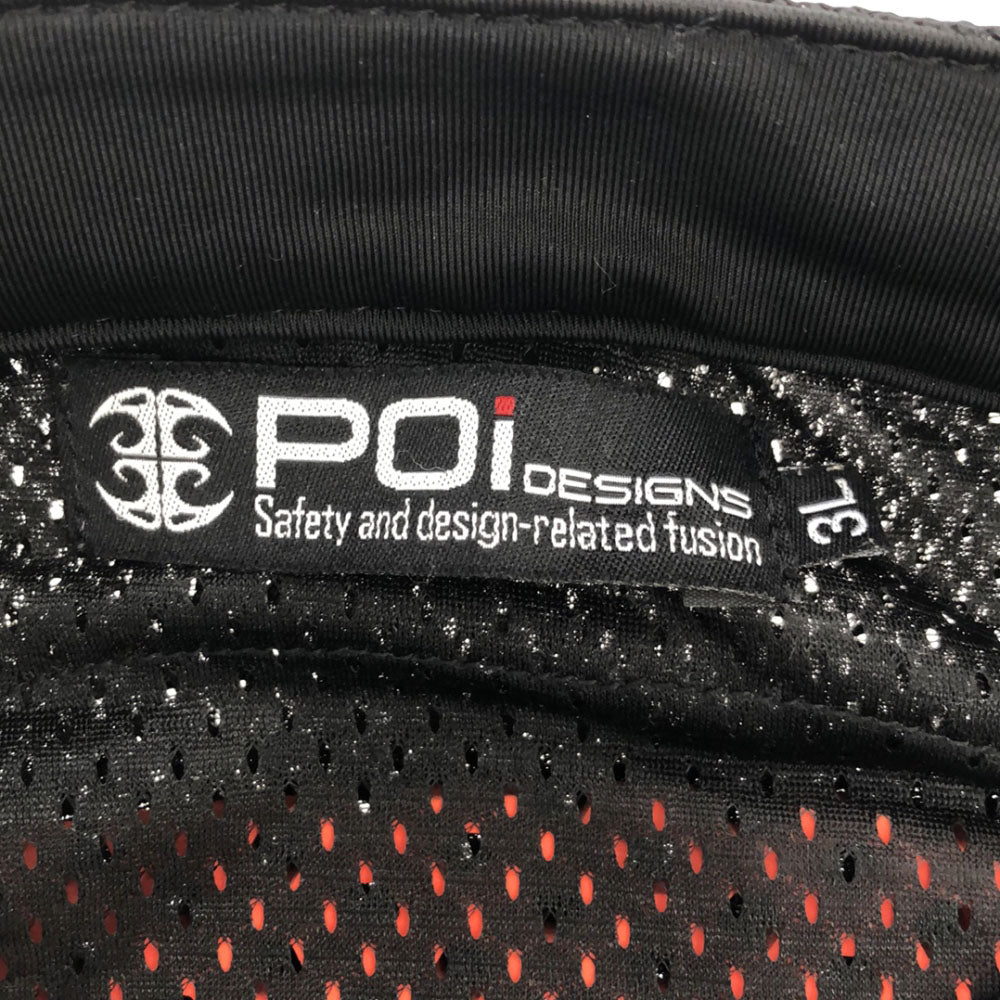 POi DESIGNS
Safety and design-related fusion
3L